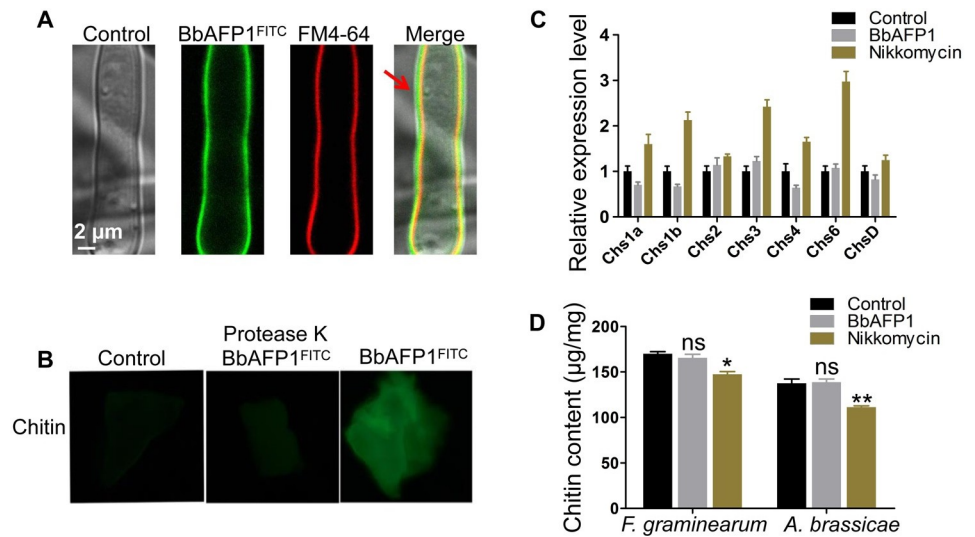 A
Control
BbAFP1FITC
FM4-64
Merge
2 μm
B
Control
Protease K
BbAFP1FITC
BbAFP1FITC
Chitin
C
Control
BbAFP1
Nikkomycin
Relative expression level
4
3
2
1
0
Chs1a
Chs1b
Chs2
Chs3
Chs4
Chs6
ChsD
D
Control
BbAFP1
Nikkomycin
Chitin content (μg/mg)
200
150
100
50
0
ns
*
ns
**
F. graminearum
A. brassicae